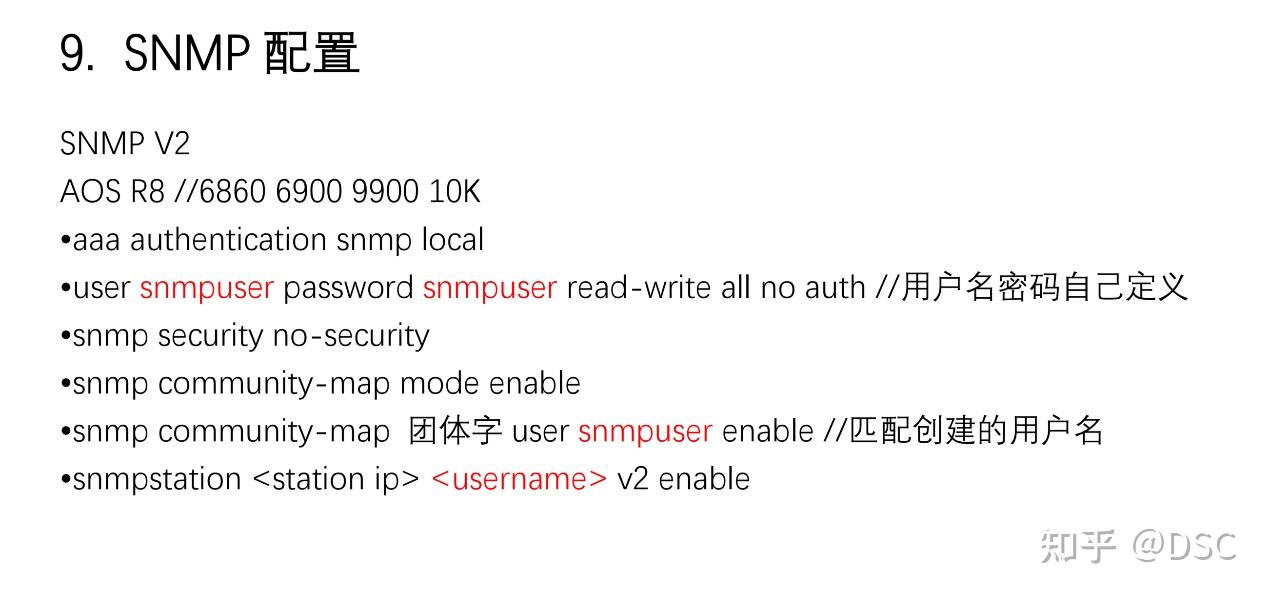 9. SNMP 配置
SNMP V2
AOS R8 //6860 6900 9900 10K
•aaa authentication snmp local
•user snmpuser password snmpuser read-write all no auth //用户名密码自己定义
•snmp security no-security
•snmp community-map mode enable
•snmp community-map 团体字 user snmpuser enable //匹配创建的用户名
•snmpstation <station ip> <username> v2 enable
知乎 @DSC